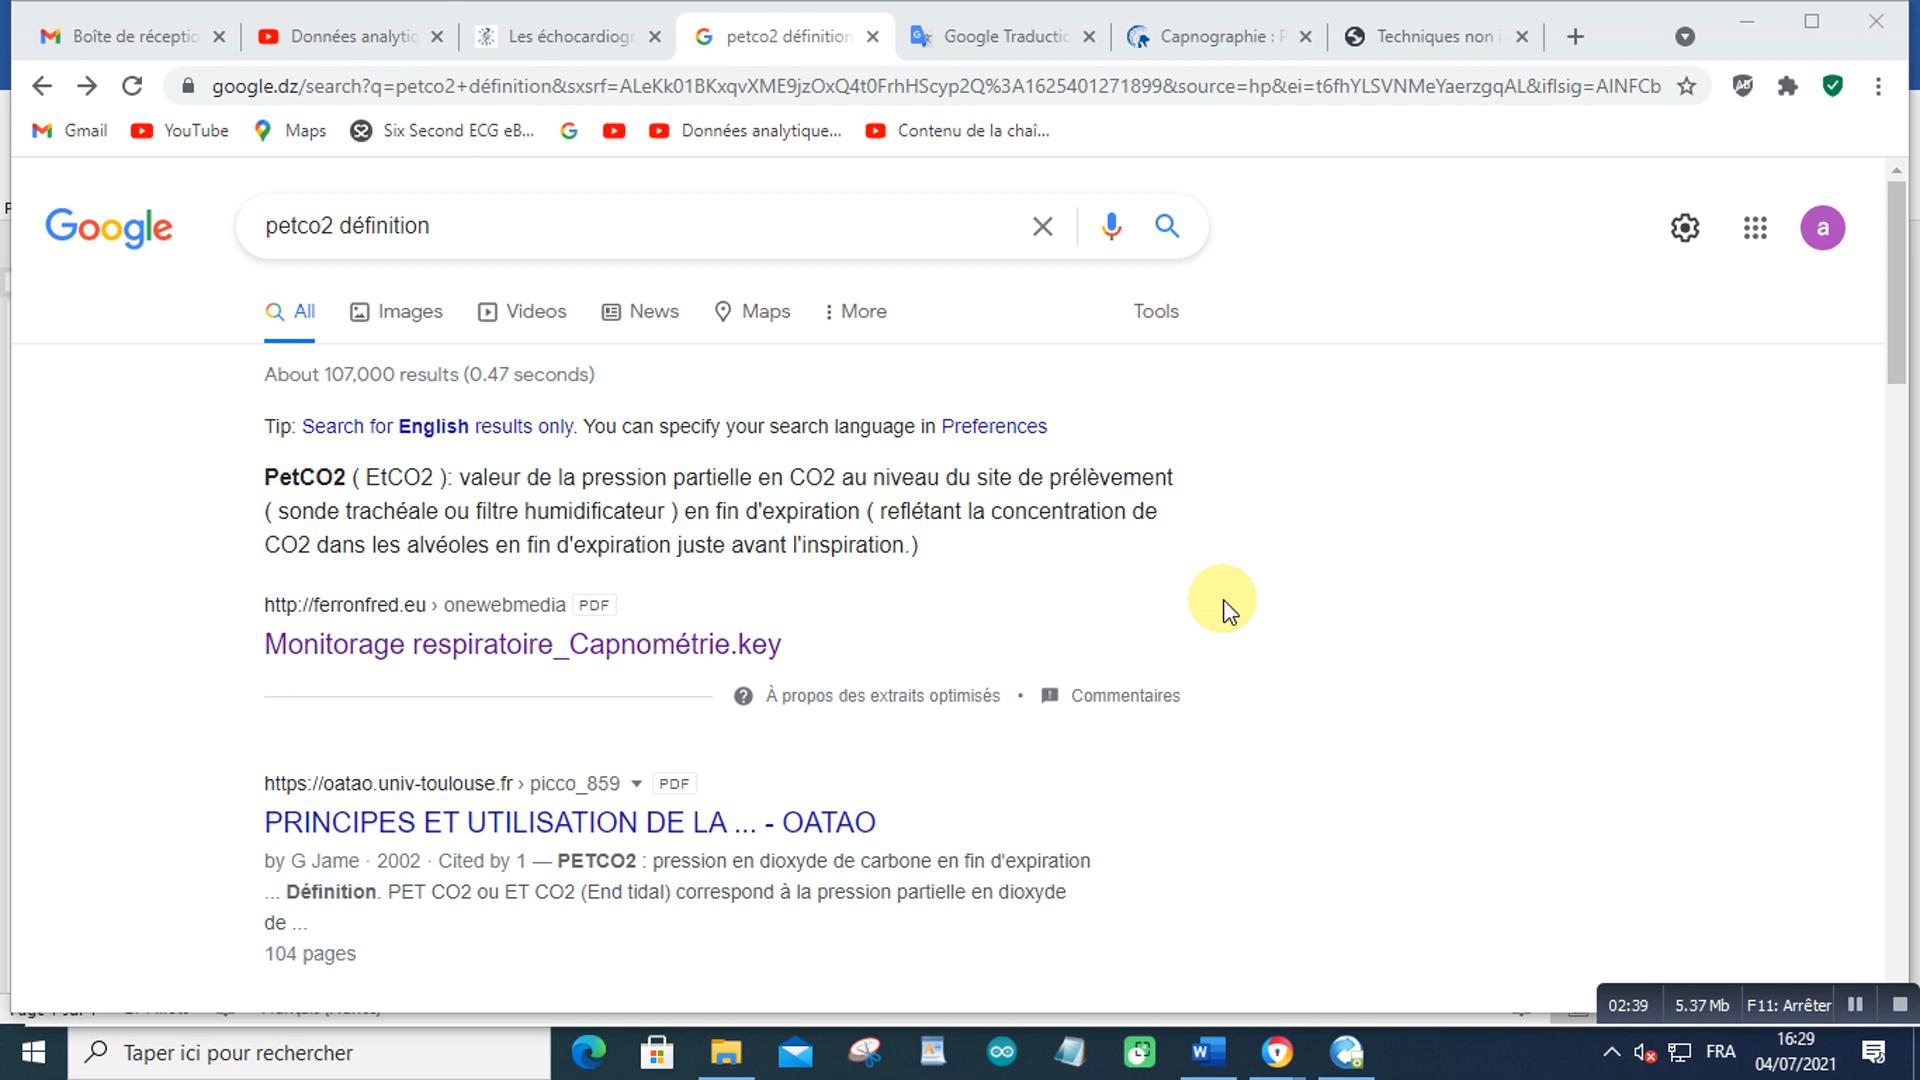 Boîte de réceptio
Données analytiq
Les échocardiogr
petco2 définition
Google Traductio
Capnographie : P
Techniques non i
google.dz/search?q=petco2+définition&sxsrf=ALeKk01BKxqvXME9jzOxQ4t0FrhHScyp2Q%3A1625401271899&source=hp&ei=t6fhYLSVNMeYaerzgqAL&iflsig=AINFCb
Gmail
YouTube
Maps
Six Second ECG eB...
Données analytique...
Contenu de la chaî...
Google
petco2 définition
a
All
Images
Videos
News
Maps
More
Tools
About 107,000 results (0.47 seconds)
Tip: Search for English results only. You can specify your search language in Preferences
PetCO2 ( EtCO2 ): valeur de la pression partielle en CO2 au niveau du site de prélèvement
( sonde trachéale ou filtre humidificateur ) en fin d'expiration ( reflétant la concentration de
CO2 dans les alvéoles en fin d'expiration juste avant l'inspiration.)
http://ferronfred.eu › onewebmedia PDF
Monitorage respiratoire_Capnométrie.key
À propos des extraits optimisés • Commentaires
https://oatao.univ-toulouse.fr › picco_859 PDF
PRINCIPES ET UTILISATION DE LA ... - OATAO
by G Jame · 2002 · Cited by 1 — PETCO2 : pression en dioxyde de carbone en fin d'expiration
... Définition. PET CO2 ou ET CO2 (End tidal) correspond à la pression partielle en dioxyde
de ...
104 pages
02:39
5.37 Mb
F11: Arrêter
Taper ici pour rechercher
FRA
16:29
04/07/2021